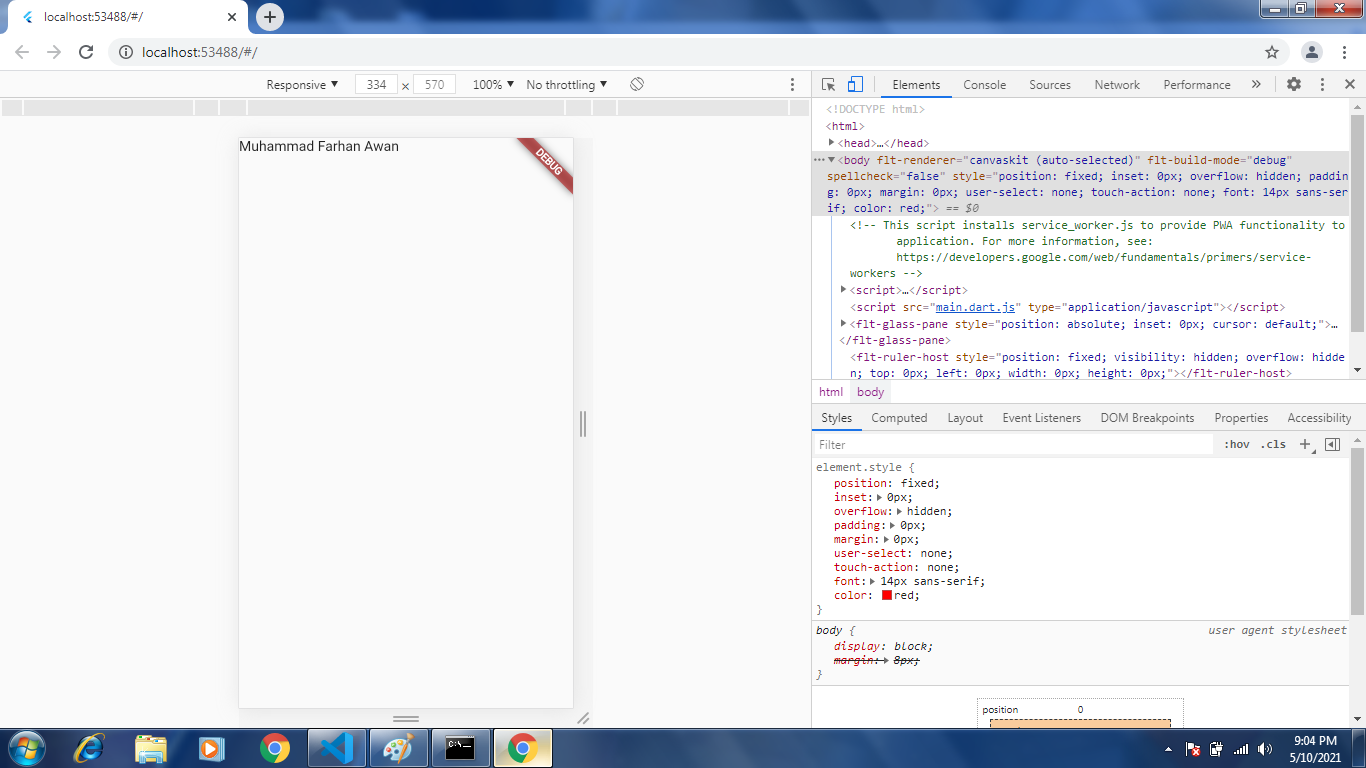 localhost:53488/#/
localhost:53488/#/
Responsive 334 × 570 100% No throttling
Elements Console Sources Network Performance »
Muhammad Farhan Awan
DEBUG
<!DOCTYPE html>
<html>
<head>…</head>
<body flt-renderer="canvaskit (auto-selected)" flt-build-mode="debug"
spellcheck="false" style="position: fixed; inset: 0px; overflow: hidden; paddin
g: 0px; margin: 0px; user-select: none; touch-action: none; font: 14px sans-ser
if; color: red;"> == $0
<!-- This script installs service_worker.js to provide PWA functionality to
application. For more information, see:
https://developers.google.com/web/fundamentals/primers/service-
workers -->
<script>…</script>
<script src="main.dart.js" type="application/javascript"></script>
<flt-glass-pane style="position: absolute; inset: 0px; cursor: default;">…
</flt-glass-pane>
<flt-ruler-host style="position: fixed; visibility: hidden; overflow: hidde
n; top: 0px; left: 0px; width: 0px; height: 0px;"></flt-ruler-host>
html body
Styles Computed Layout Event Listeners DOM Breakpoints Properties Accessibility
Filter :hov .cls +
element.style {
position: fixed;
inset: 0px;
overflow: hidden;
padding: 0px;
margin: 0px;
user-select: none;
touch-action: none;
font: 14px sans-serif;
color: red;
}
body { user agent stylesheet
display: block;
margin: 8px;
}
position 0
C:\_
9:04 PM
5/10/2021